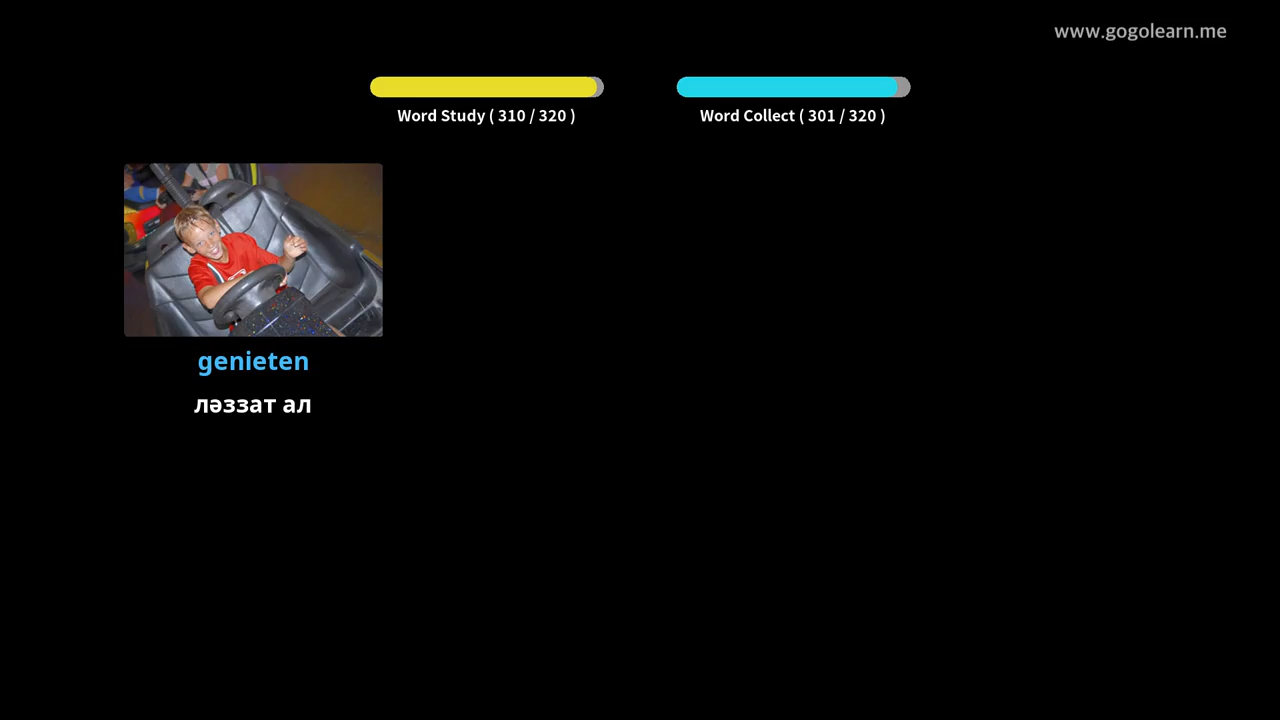 www.gogolearn.me
Word Study ( 310 / 320 )
Word Collect ( 301 / 320 )
genieten
ләззат ал